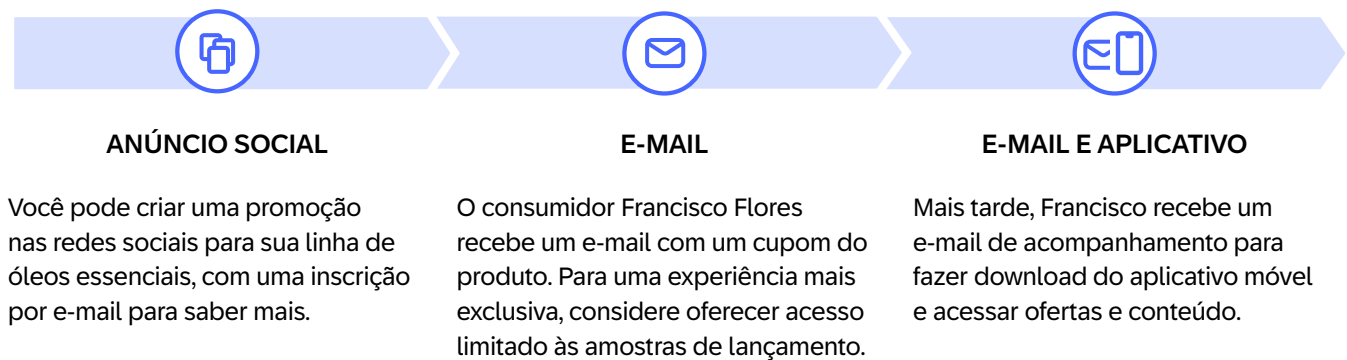 ANÚNCIO SOCIAL
Você pode criar uma promoção
nas redes sociais para sua linha de
óleos essenciais, com uma inscrição
por e-mail para saber mais.
E-MAIL
O consumidor Francisco Flores
recebe um e-mail com um cupom do
produto. Para uma experiência mais
exclusiva, considere oferecer acesso
limitado às amostras de lançamento.
E-MAIL E APLICATIVO
Mais tarde, Francisco recebe um
e-mail de acompanhamento para
fazer download do aplicativo móvel
e acessar ofertas e conteúdo.